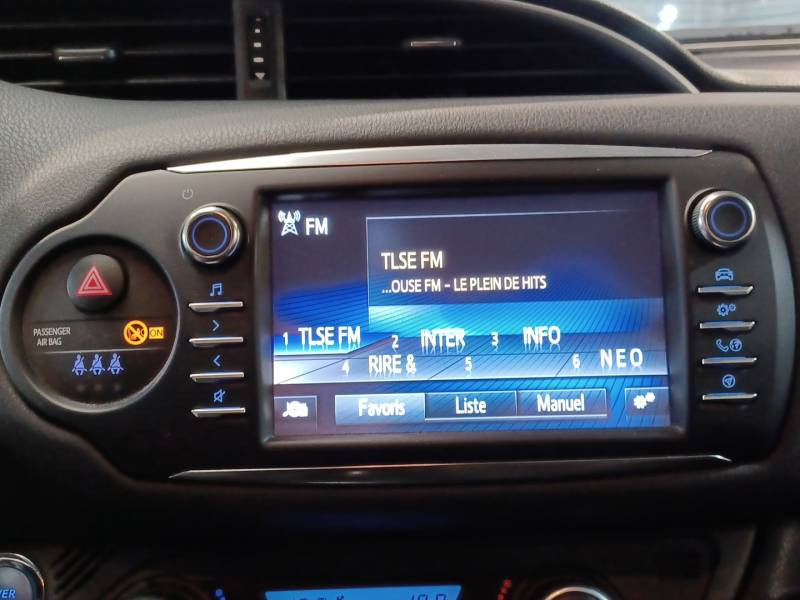 FM
TLSE FM
...OUSE FM - LE PLEIN DE HITS
1 TLSE FM 2 INTER 3 INFO
4 RIRE & 5 6 NEO
Favoris Liste Manuel
PASSENGER
AIR BAG
ON